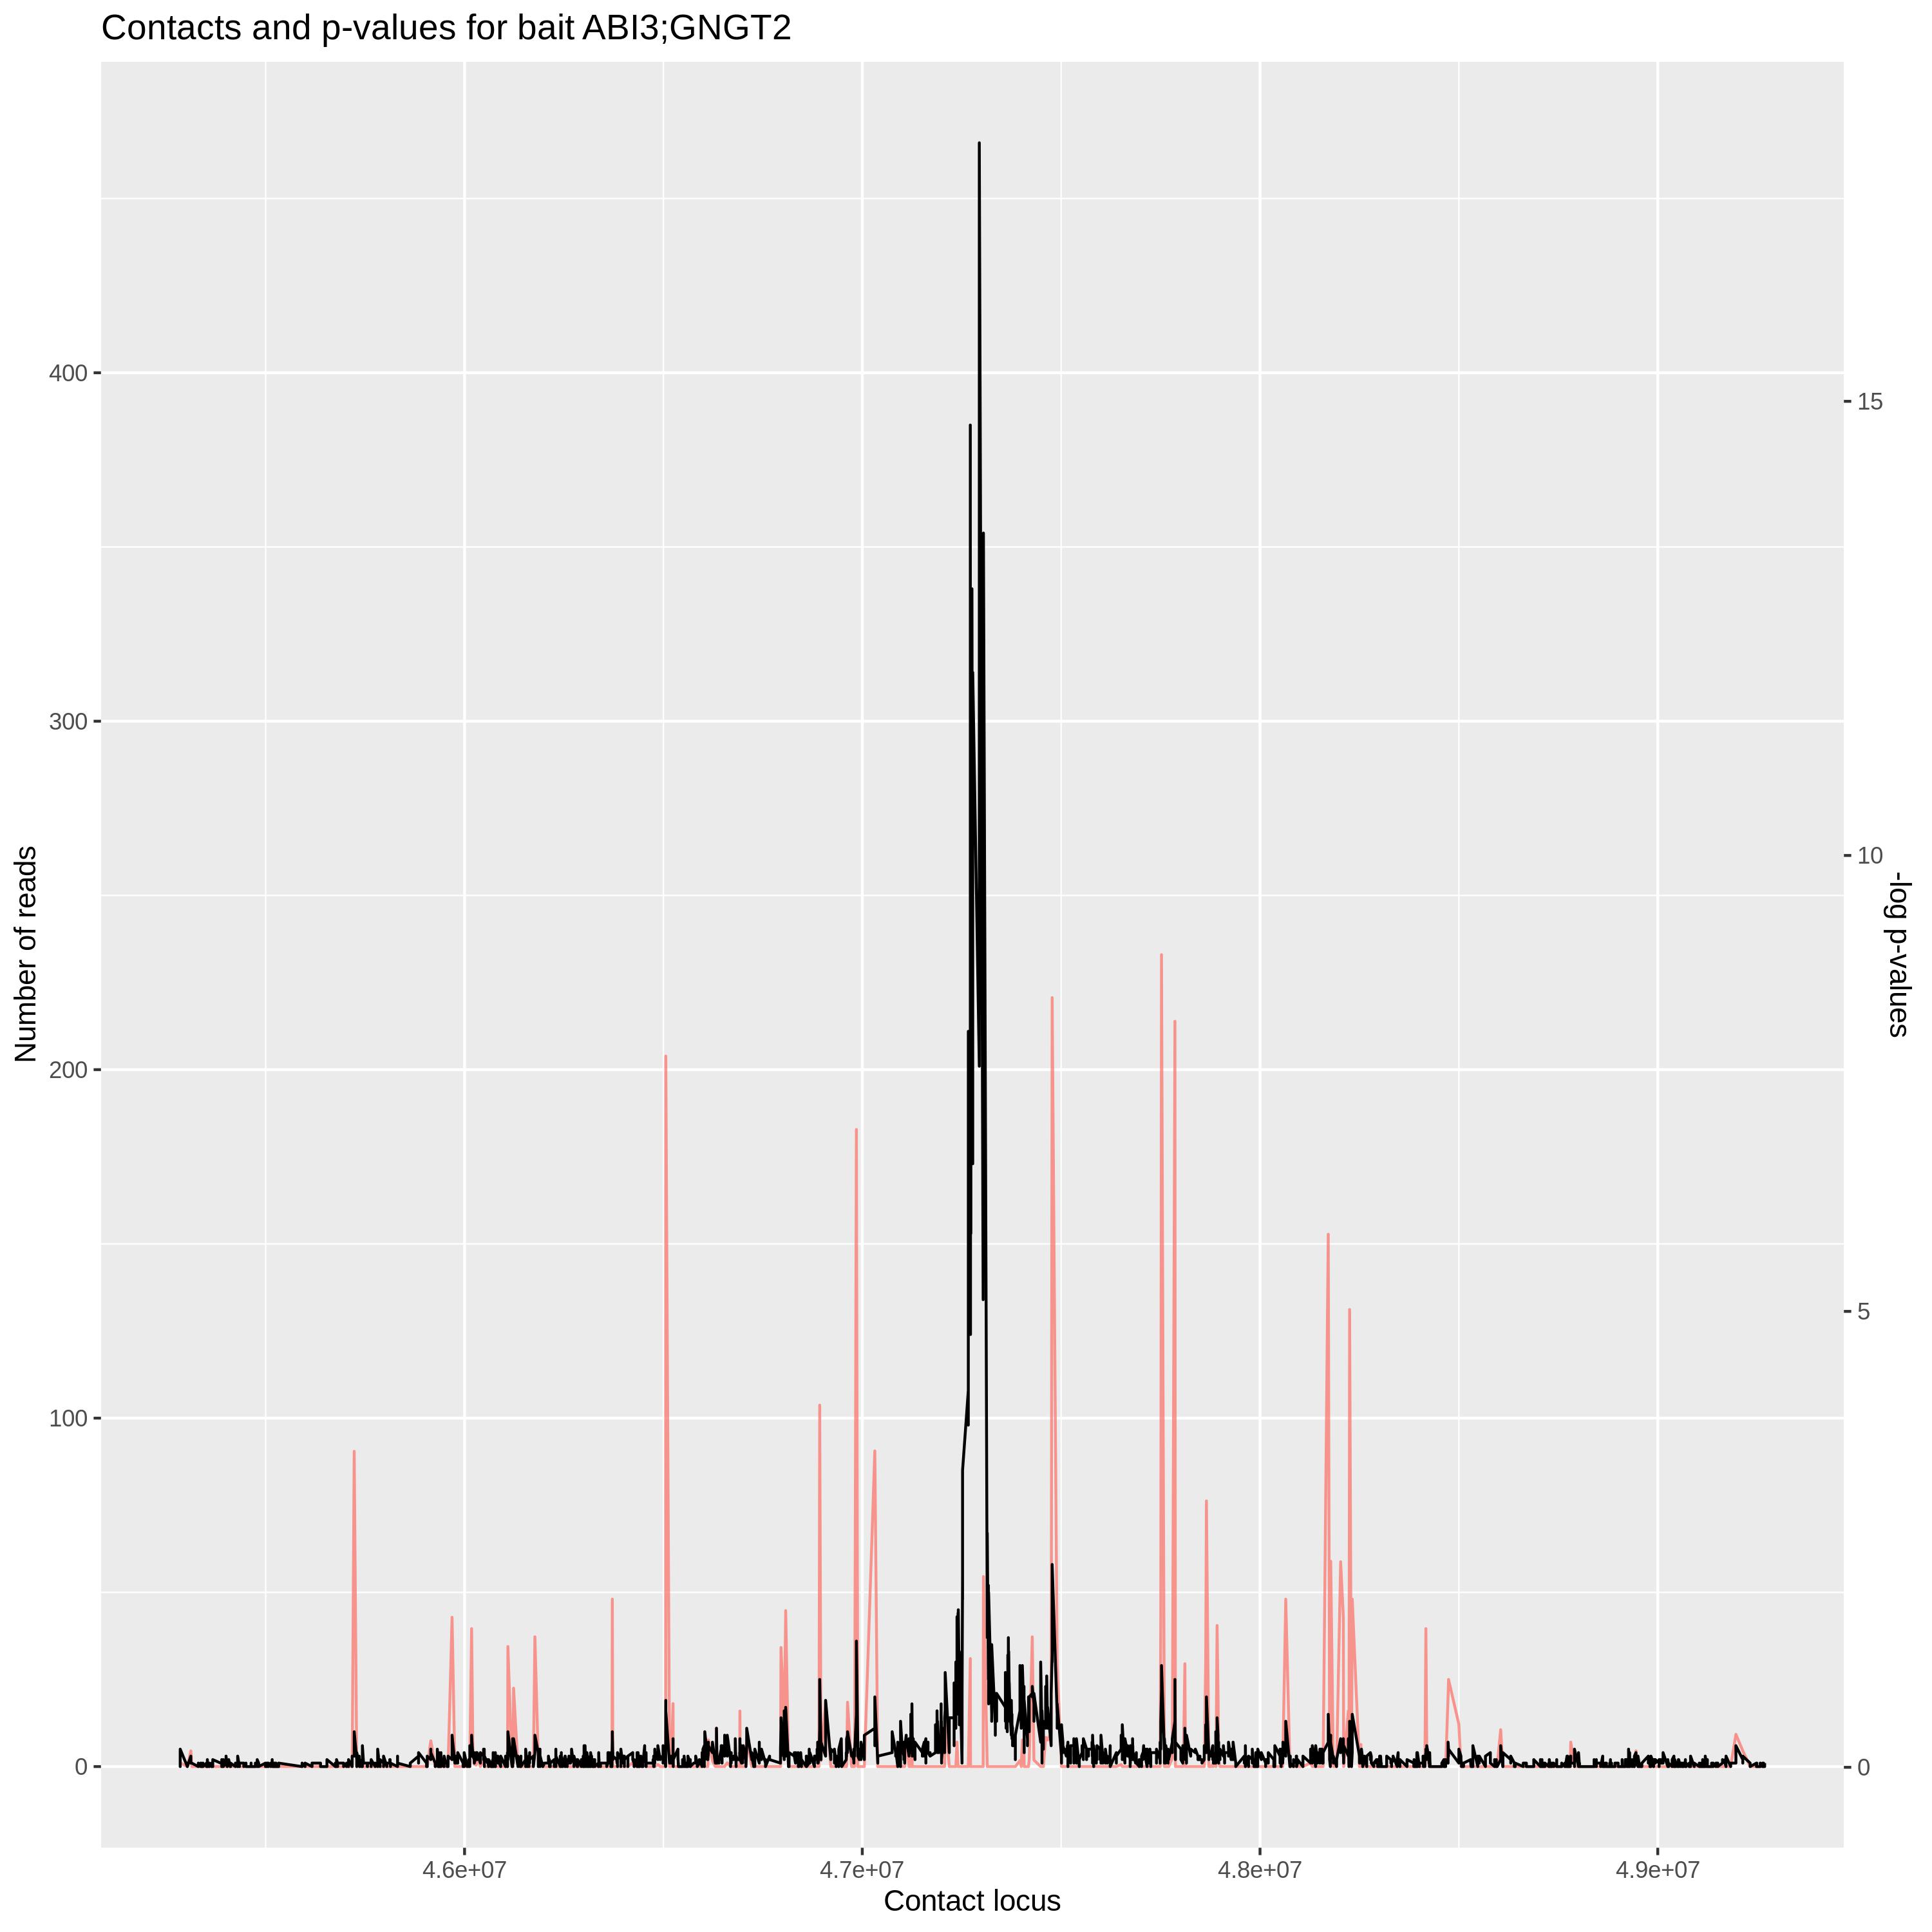 Contacts and p-values for bait ABI3;GNGT2
Number of reads
400
300
200
100
0
15
10
5
0
-log p-values
4.6e+07
4.7e+07
4.8e+07
4.9e+07
Contact locus